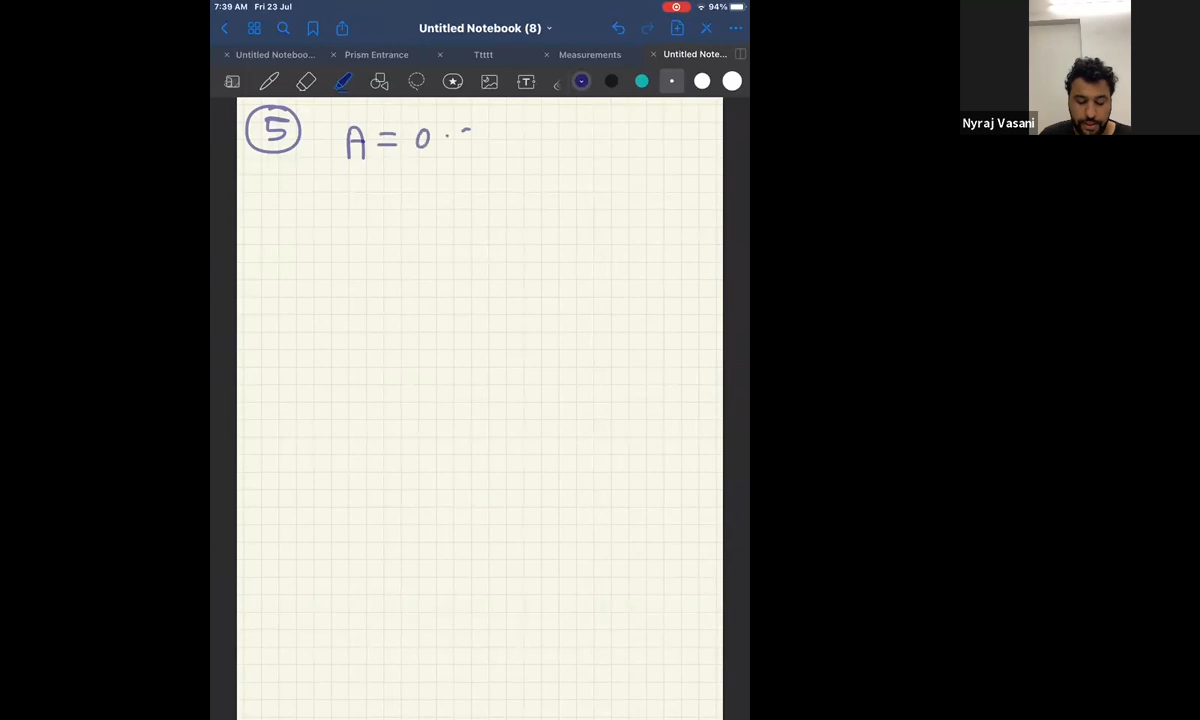 7:39 AM Fri 23 Jul
94%
Untitled Notebook (8)
Untitled Noteboo...
Prism Entrance
Ttttt
Measurements
Untitled Note...
5 A = 0 .
Nyraj Vasani